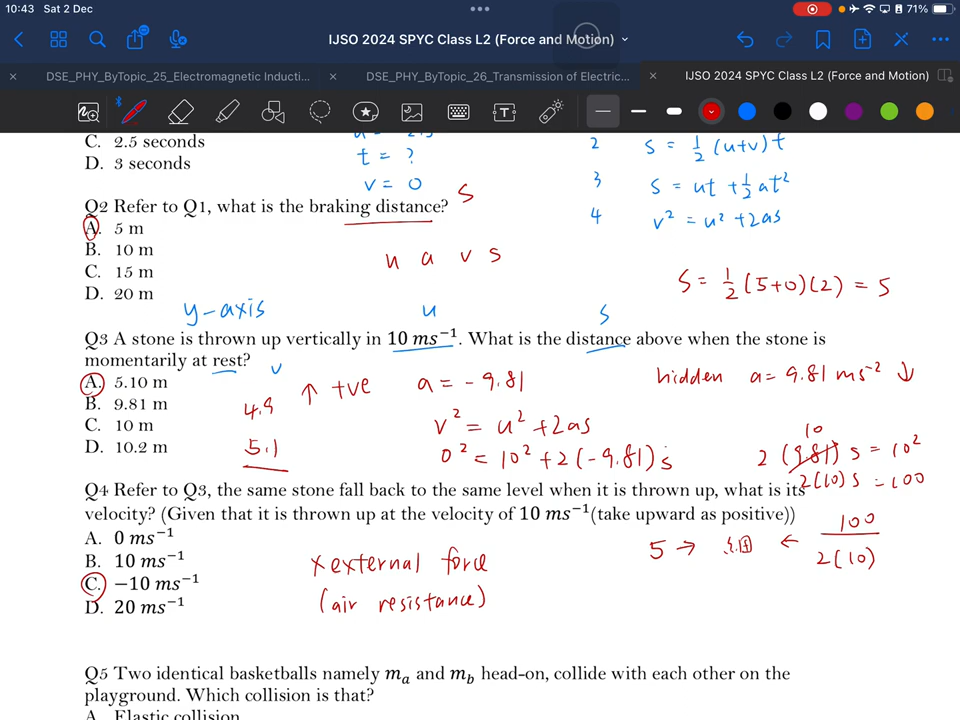 10:43 Sat 2 Dec
71%
IJSO 2024 SPYC Class L2 (Force and Motion)
DSE_PHY_ByTopic_25_Electromagnetic Inducti...
DSE_PHY_ByTopic_26_Transmission of Electric...
IJSO 2024 SPYC Class L2 (Force and Motion)
C. 2.5 seconds
D. 3 seconds
t = ?
v = 0
2 s = ½ (u+v) t
3 s = ut + ½ at²
4 v² = u² + 2as
Q2 Refer to Q1, what is the braking distance? s
A. 5 m
B. 10 m
C. 15 m
D. 20 m
u a v s
s = ½ (5+0)(2) = 5
y-axis u s
Q3 A stone is thrown up vertically in 10 ms⁻¹. What is the distance above when the stone is
momentarily at rest?
v
A. 5.10 m
B. 9.81 m
C. 10 m
D. 10.2 m
4.9
5.1
↑ +ve a = - 9.81
hidden a = 9.81 ms⁻² ↓
v² = u² + 2as
0² = 10² + 2 (-9.81) s
10
2 (9.81) s = 10²
2(10) s = 100
Q4 Refer to Q3, the same stone fall back to the same level when it is thrown up, what is its
velocity? (Given that it is thrown up at the velocity of 10 ms⁻¹(take upward as positive))
A. 0 ms⁻¹
B. 10 ms⁻¹
C. −10 ms⁻¹
D. 20 ms⁻¹
x external force
(air resistance)
5 → ← 100 / 2(10)
Q5 Two identical basketballs namely mₐ and m_b head-on, collide with each other on the
playground. Which collision is that?
A. Elastic collision